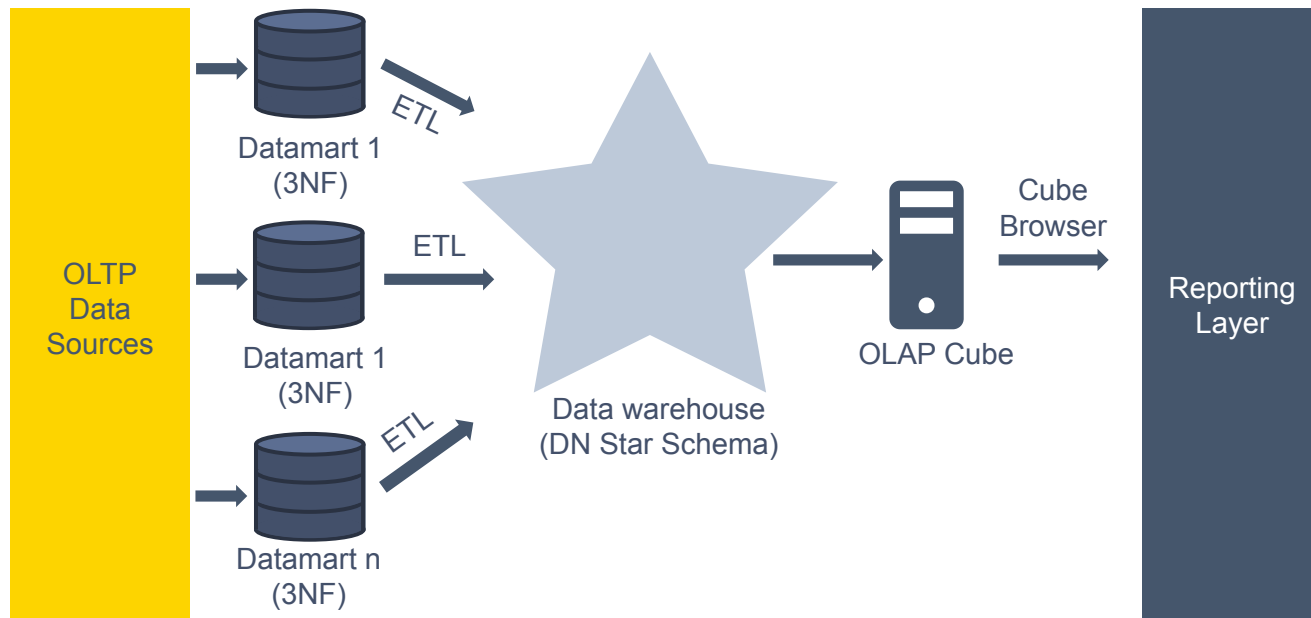 OLTP
Data
Sources
Datamart 1
(3NF)
ETL
Datamart 1
(3NF)
ETL
Datamart n
(3NF)
ETL
Data warehouse
(DN Star Schema)
OLAP Cube
Cube
Browser
Reporting
Layer